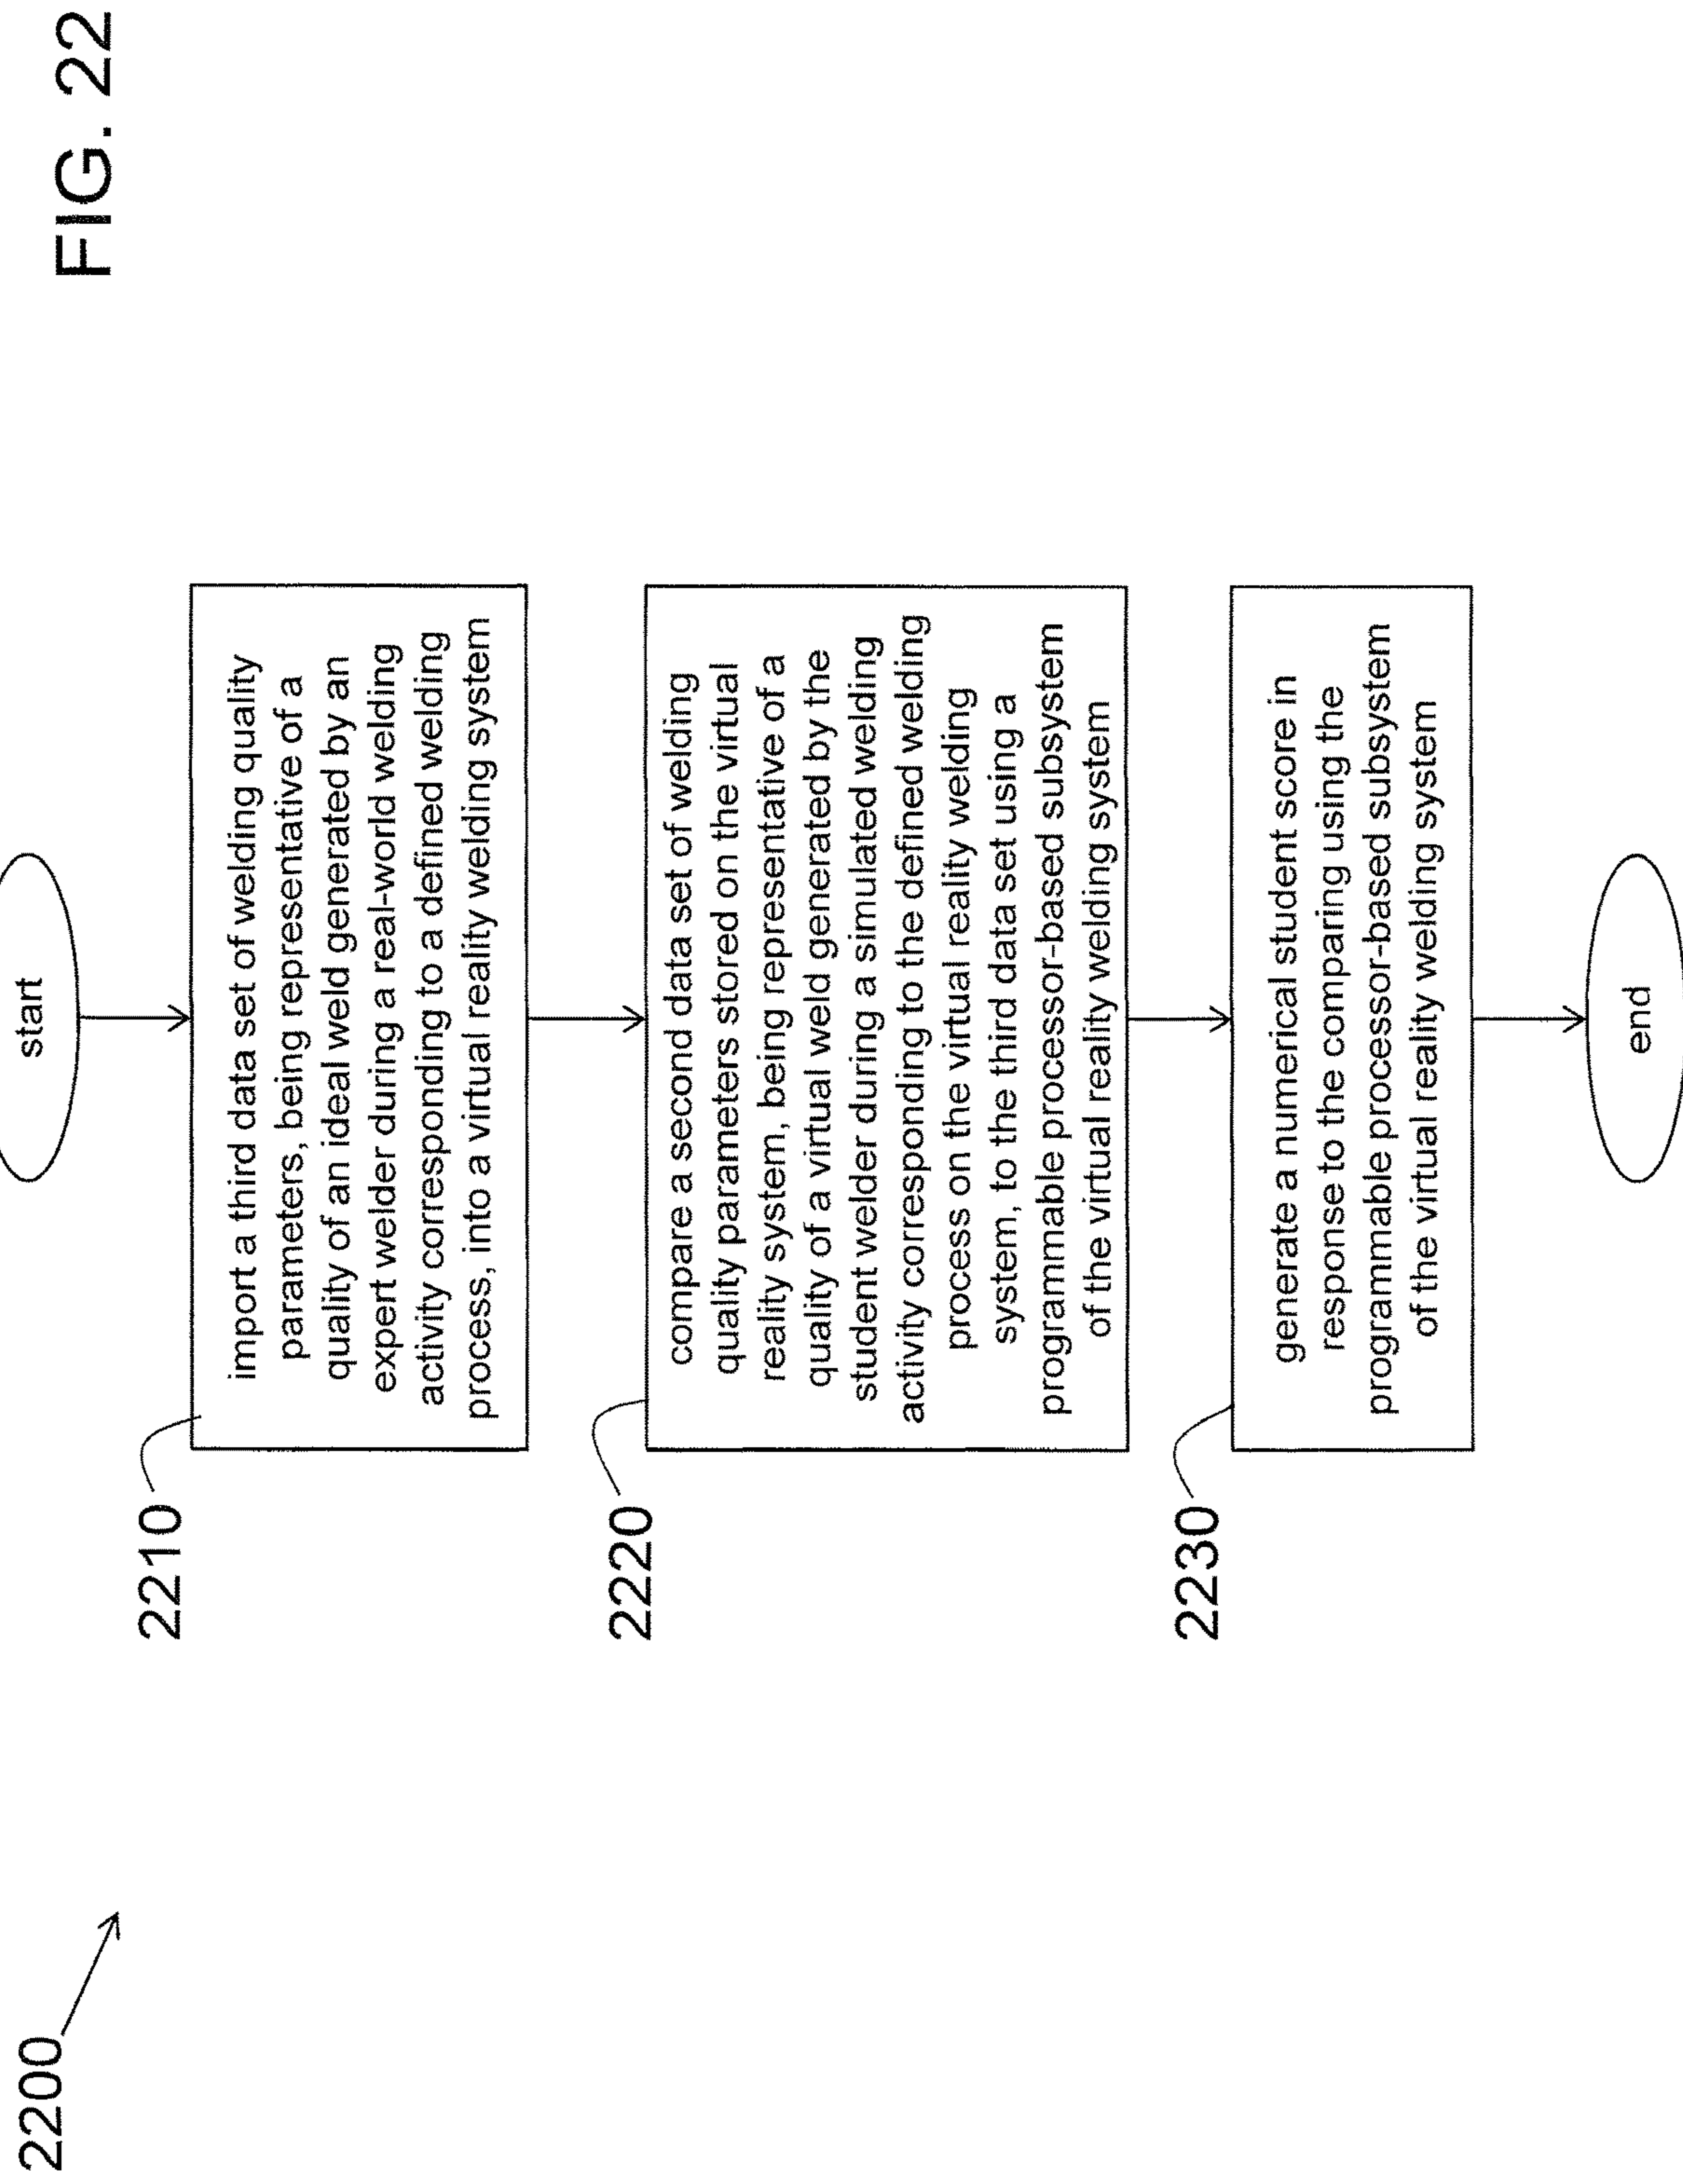 FIG. 22
2200
start
2210
import a third data set of welding quality
parameters, being representative of a
quality of an ideal weld generated by an
expert welder during a real-world welding
activity corresponding to a defined welding
process, into a virtual reality welding system
2220
compare a second data set of welding
quality parameters stored on the virtual
reality system, being representative of a
quality of a virtual weld generated by the
student welder during a simulated welding
activity corresponding to the defined welding
process on the virtual reality welding
system, to the third data set using a
programmable processor-based subsystem
of the virtual reality welding system
2230
generate a numerical student score in
response to the comparing using the
programmable processor-based subsystem
of the virtual reality welding system
end